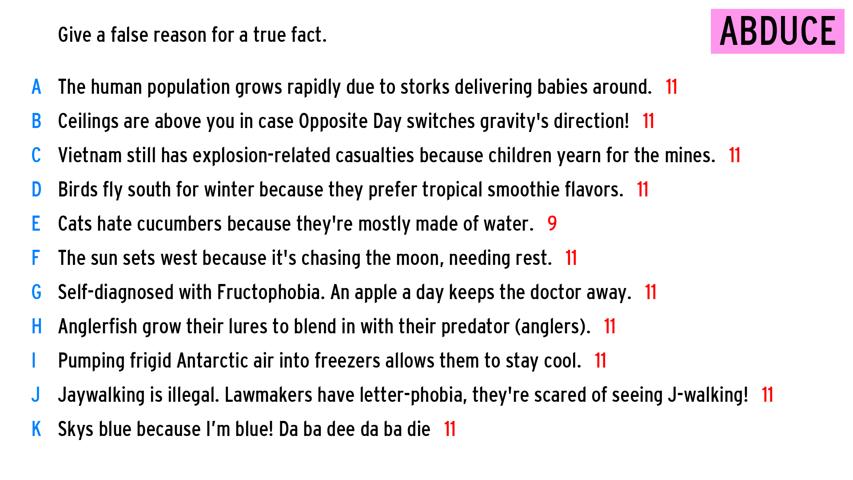 Give a false reason for a true fact.
ABDUCE
A The human population grows rapidly due to storks delivering babies around. 11
B Ceilings are above you in case Opposite Day switches gravity's direction! 11
C Vietnam still has explosion-related casualties because children yearn for the mines. 11
D Birds fly south for winter because they prefer tropical smoothie flavors. 11
E Cats hate cucumbers because they're mostly made of water. 9
F The sun sets west because it's chasing the moon, needing rest. 11
G Self-diagnosed with Fructophobia. An apple a day keeps the doctor away. 11
H Anglerfish grow their lures to blend in with their predator (anglers). 11
I Pumping frigid Antarctic air into freezers allows them to stay cool. 11
J Jaywalking is illegal. Lawmakers have letter-phobia, they're scared of seeing J-walking! 11
K Skys blue because I'm blue! Da ba dee da ba die 11